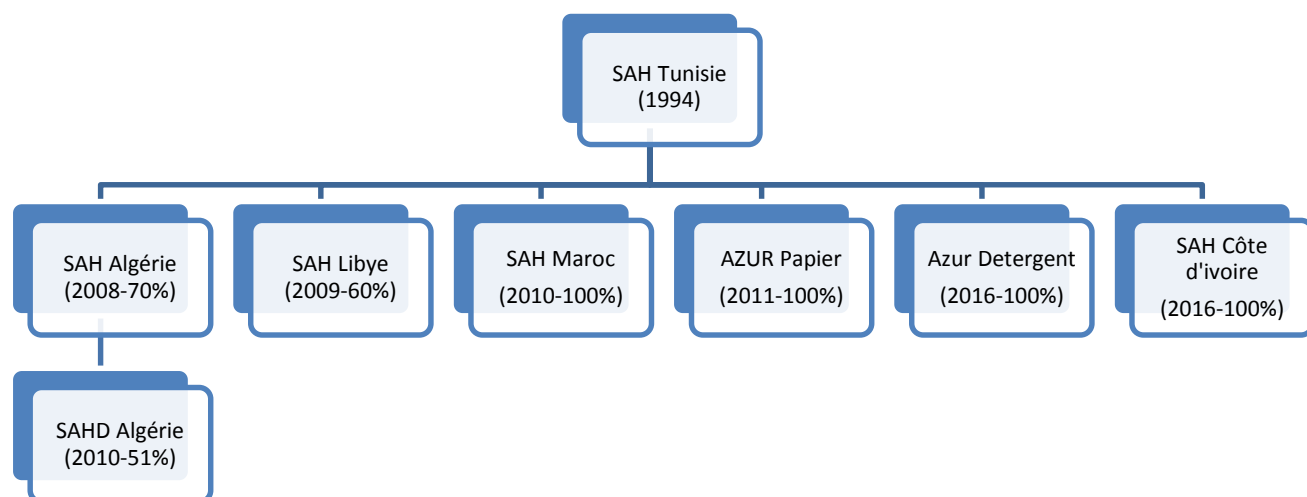 SAH Tunisie
(1994)
SAH Algérie
(2008-70%)
SAH Libye
(2009-60%)
SAH Maroc
(2010-100%)
AZUR Papier
(2011-100%)
Azur Detergent
(2016-100%)
SAH Côte
d'ivoire
(2016-100%)
SAHD Algérie
(2010-51%)